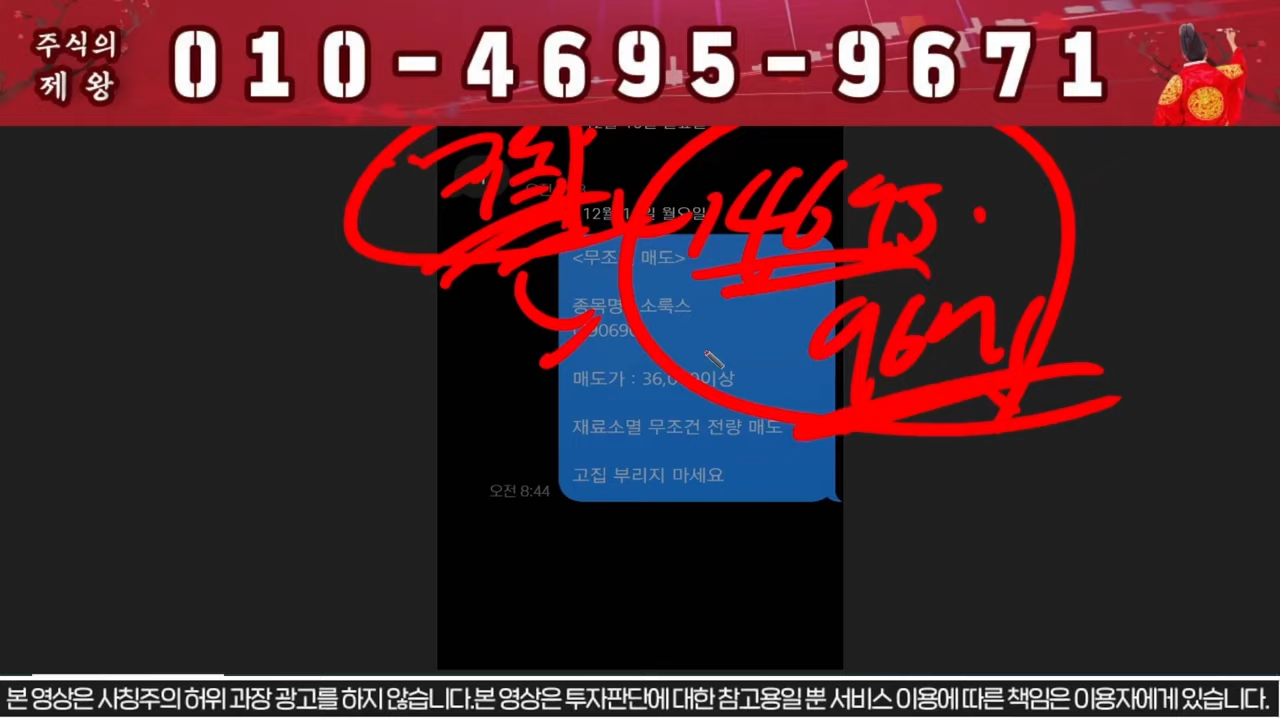 주식의
제왕
010-4695-9671
12월 1 일 월요일
<무조 매도>
종목명 소룩스
매도가 : 36,0 0이상
재료소멸 무조건 전량 매도
고집 부리지 마세요
오전 8:44
본 영상은 사칭주의 허위 과장 광고를 하지 않습니다.본 영상은 투자판단에 대한 참고용일 뿐 서비스 이용에 따른 책임은 이용자에게 있습니다.